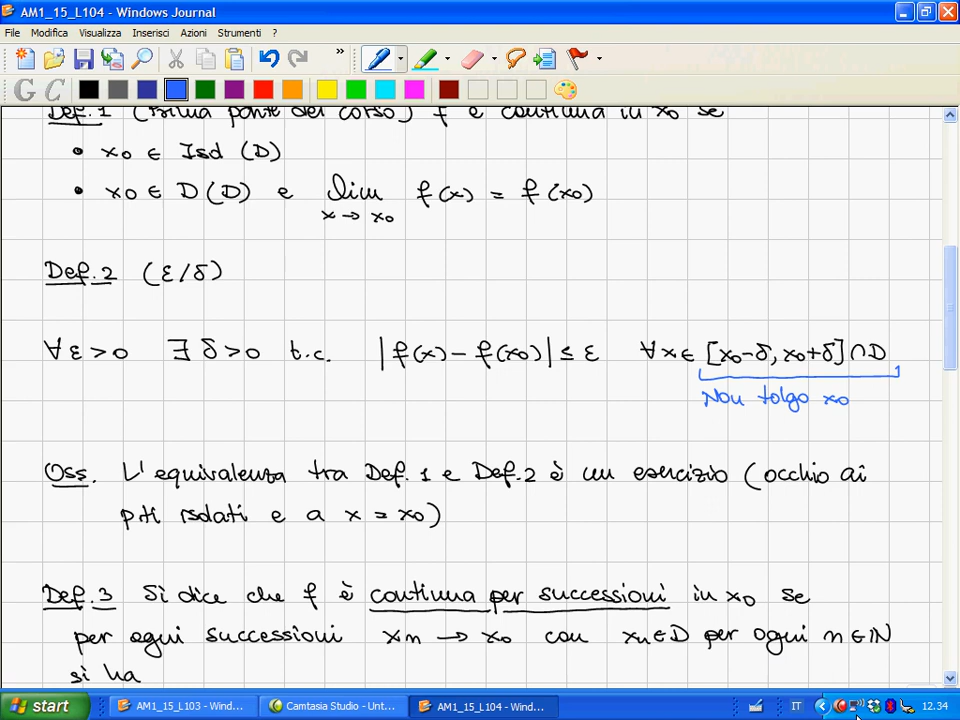 AM1_15_L104 - Windows Journal
File Modifica Visualizza Inserisci Azioni Strumenti ?
G C
Def.1 (Prima parte del corso) f è continua in x₀ se
• x₀ ∈ Isol (D)
• x₀ ∈ D(D) e lim f(x) = f(x₀)
x → x₀
Def.2 (ε/δ)
∀ε>0 ∃δ>0 t.c. |f(x)-f(x₀)| ≤ ε ∀x∈ [x₀-δ, x₀+δ]∩D
Non tolgo x₀
Oss. L'equivalenza tra Def.1 e Def.2 è un esercizio (occhio ai
p.ti isolati e a x = x₀)
Def.3 Si dice che f è continua per successioni in x₀ se
per ogni successioni xₙ → x₀ con xₙ∈D per ogni n∈ℕ
si ha
start AM1_15_L103 - Wind... Camtasia Studio - Unt... AM1_15_L104 - Wind... IT 12.34